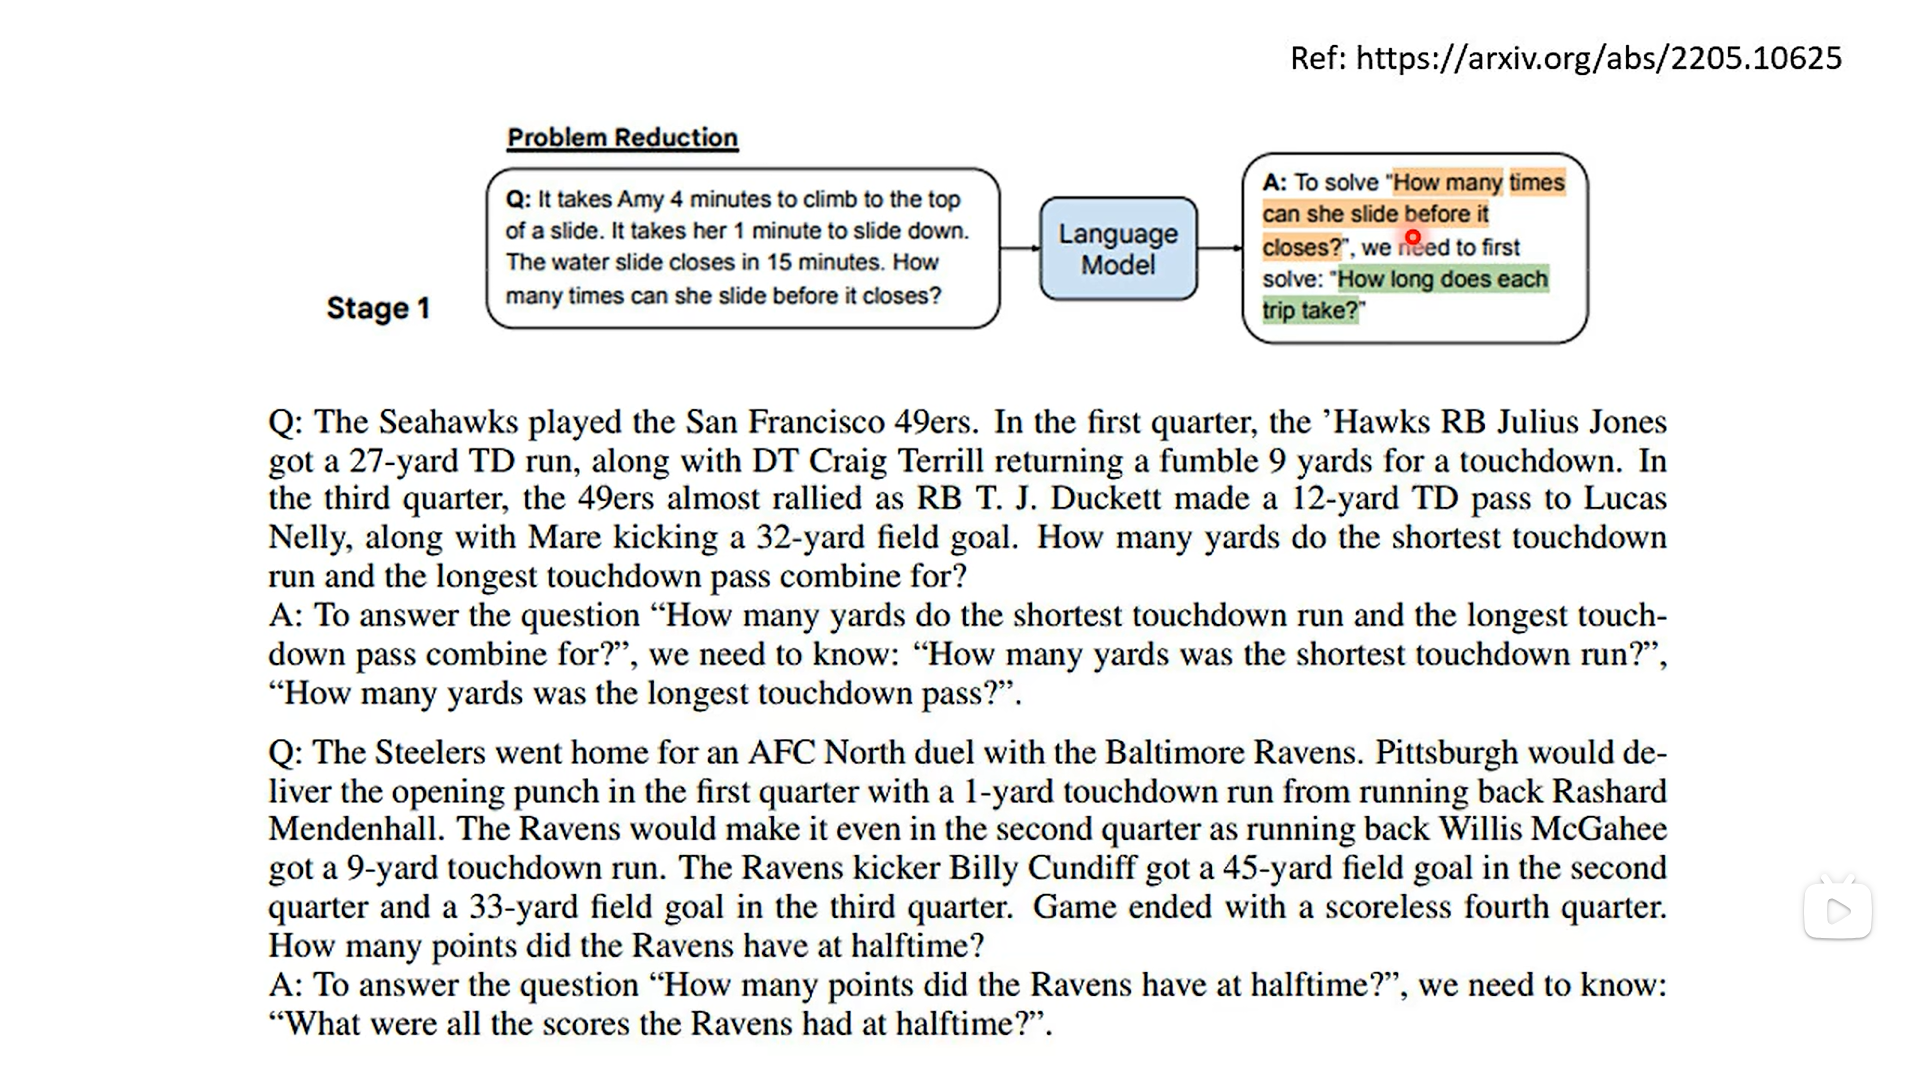 Ref: https://arxiv.org/abs/2205.10625
Problem Reduction
Q: It takes Amy 4 minutes to climb to the top
of a slide. It takes her 1 minute to slide down.
The water slide closes in 15 minutes. How
many times can she slide before it closes?
Language
Model
A: To solve "How many times
can she slide before it
closes?", we need to first
solve: "How long does each
trip take?"
Stage 1
Q: The Seahawks played the San Francisco 49ers. In the first quarter, the ’Hawks RB Julius Jones
got a 27-yard TD run, along with DT Craig Terrill returning a fumble 9 yards for a touchdown. In
the third quarter, the 49ers almost rallied as RB T. J. Duckett made a 12-yard TD pass to Lucas
Nelly, along with Mare kicking a 32-yard field goal. How many yards do the shortest touchdown
run and the longest touchdown pass combine for?
A: To answer the question “How many yards do the shortest touchdown run and the longest touch-
down pass combine for?”, we need to know: “How many yards was the shortest touchdown run?”,
“How many yards was the longest touchdown pass?”.
Q: The Steelers went home for an AFC North duel with the Baltimore Ravens. Pittsburgh would de-
liver the opening punch in the first quarter with a 1-yard touchdown run from running back Rashard
Mendenhall. The Ravens would make it even in the second quarter as running back Willis McGahee
got a 9-yard touchdown run. The Ravens kicker Billy Cundiff got a 45-yard field goal in the second
quarter and a 33-yard field goal in the third quarter. Game ended with a scoreless fourth quarter.
How many points did the Ravens have at halftime?
A: To answer the question “How many points did the Ravens have at halftime?”, we need to know:
“What were all the scores the Ravens had at halftime?”.